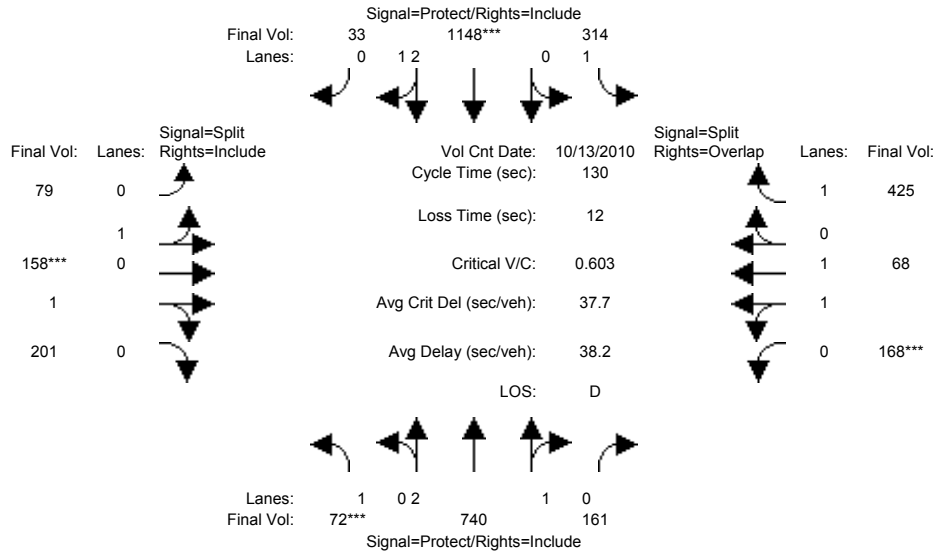 Signal=Protect/Rights=Include
Final Vol: 33 1148*** 314
Lanes: 0 1 2 0 1
Signal=Split
Final Vol: Lanes: Rights=Include
Vol Cnt Date: 10/13/2010
Signal=Split
Rights=Overlap Lanes: Final Vol:
Cycle Time (sec): 130
79 0
1 425
Loss Time (sec): 12
1
0
158*** 0
Critical V/C: 0.603
1 68
1
Avg Crit Del (sec/veh): 37.7
1
201 0
Avg Delay (sec/veh): 38.2
0 168***
LOS: D
Lanes: 1 0 2 1 0
Final Vol: 72*** 740 161
Signal=Protect/Rights=Include